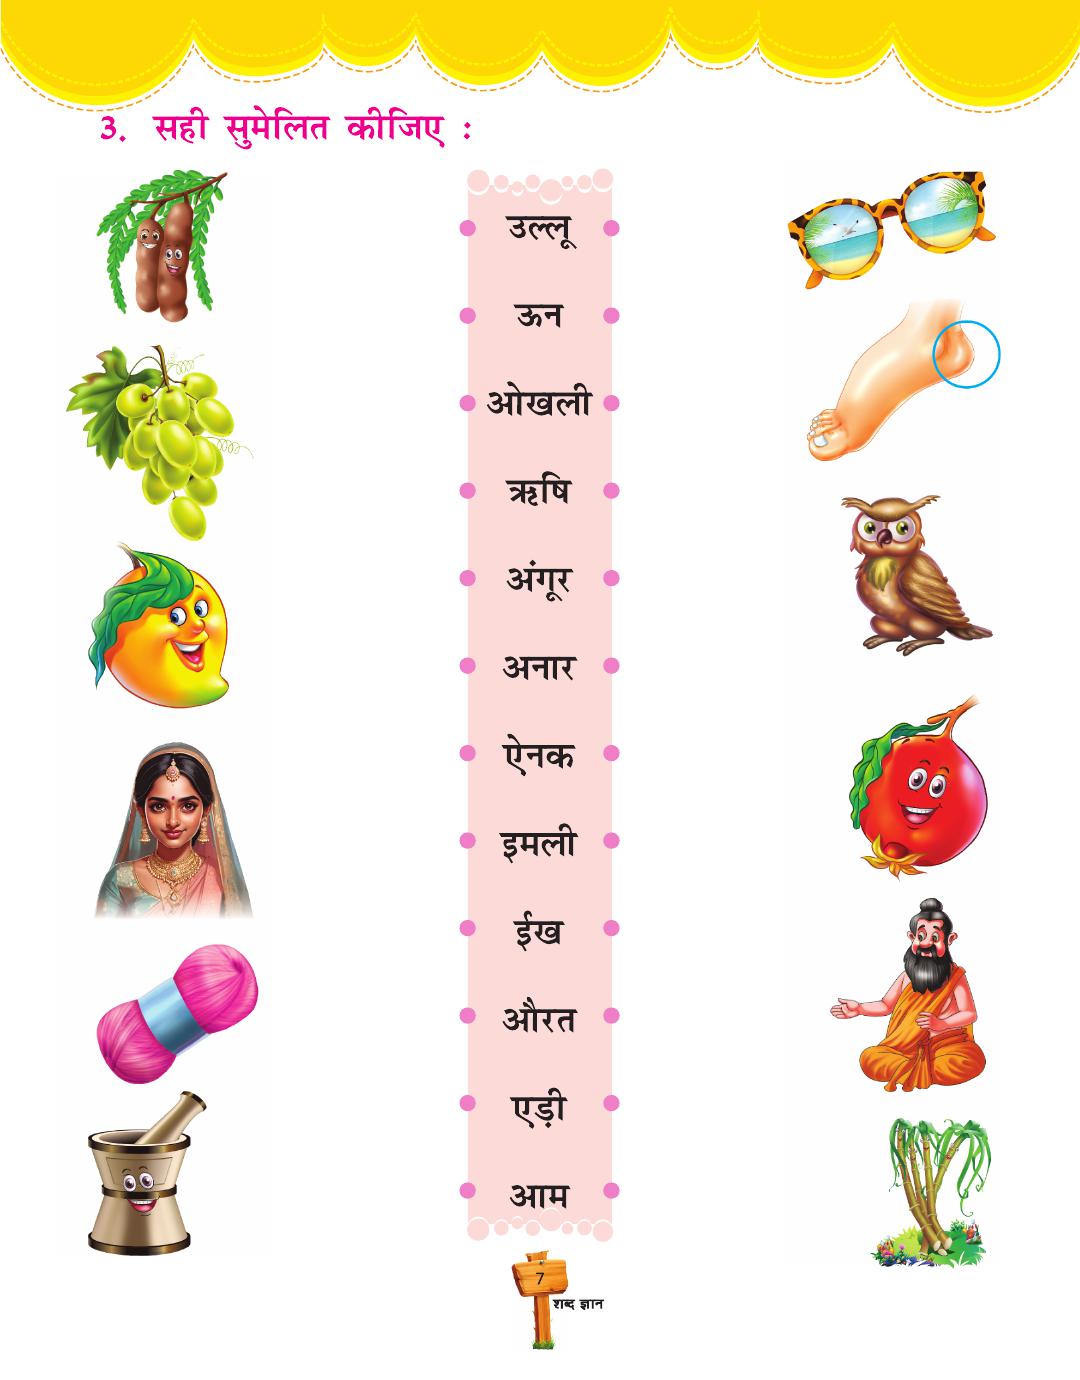 3. सही सुमेलित कीजिए :
उल्लू
ऊन
ओखली
ऋषि
अंगूर
अनार
ऐनक
इमली
ईख
औरत
एड़ी
आम
7
शब्द ज्ञान